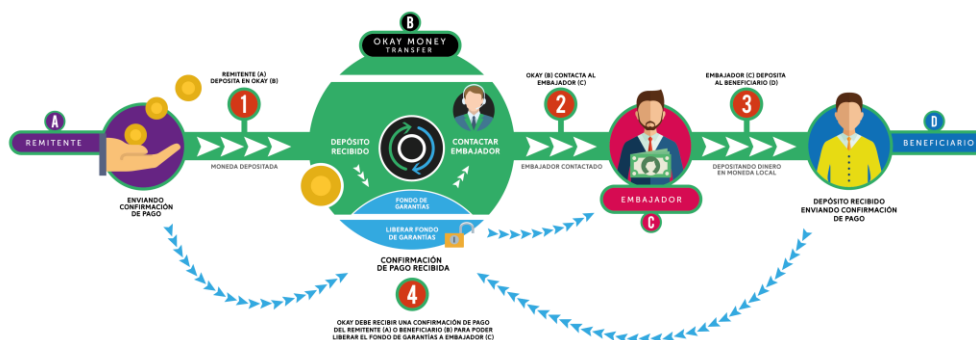 B
OKAY MONEY
TRANSFER
REMITENTE (A)
DEPOSITA EN OKAY (B)
1
OKAY (B) CONTACTA AL
EMBAJADOR (C)
2
EMBAJADOR (C) DEPOSITA
AL BENEFICIARIO (D)
3
A
REMITENTE
D
BENEFICIARIO
DEPÓSITO
RECIBIDO
CONTACTAR
EMBAJADOR
MONEDA DEPOSITADA
EMBAJADOR CONTACTADO
DEPOSITANDO DINERO
EN MONEDA LOCAL
ENVIANDO
CONFIRMACIÓN
DE PAGO
FONDO DE
GARANTÍAS
EMBAJADOR
C
DEPÓSITO RECIBIDO
ENVIANDO CONFIRMACIÓN
DE PAGO
LIBERAR FONDO
DE GARANTÍAS
CONFIRMACIÓN
DE PAGO RECIBIDA
4
OKAY DEBE RECIBIR UNA CONFIRMACIÓN DE PAGO
DEL REMITENTE (A) O BENEFICIARIO (B) PARA PODER
LIBERAR EL FONDO DE GARANTÍAS A EMBAJADOR (C)